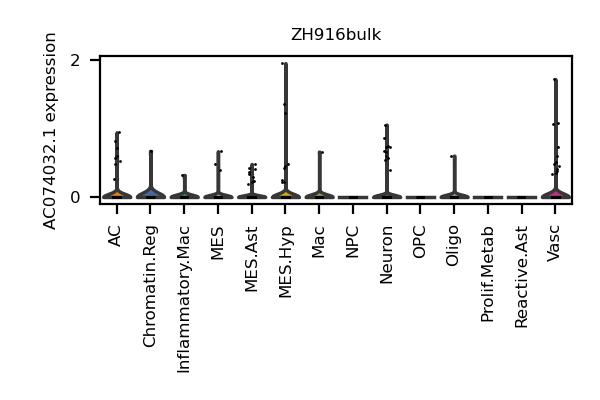 ZH916bulk
AC074032.1 expression
2
0
AC
Chromatin.Reg
Inflammatory.Mac
MES
MES.Ast
MES.Hyp
Mac
NPC
Neuron
OPC
Oligo
Prolif.Metab
Reactive.Ast
Vasc